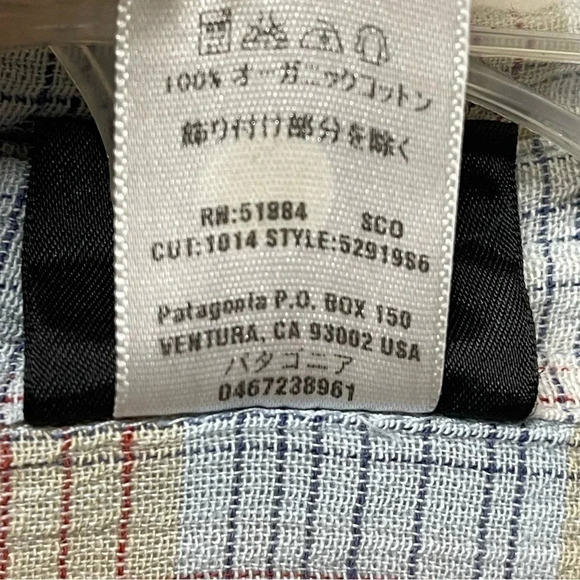 100% オーガニックコットン
飾り付け部分を除く
RN:51884 SCO
CUT:1014 STYLE:52919S6
Patagonia P.O. BOX 150
VENTURA, CA 93002 USA
パタゴニア
0467238961